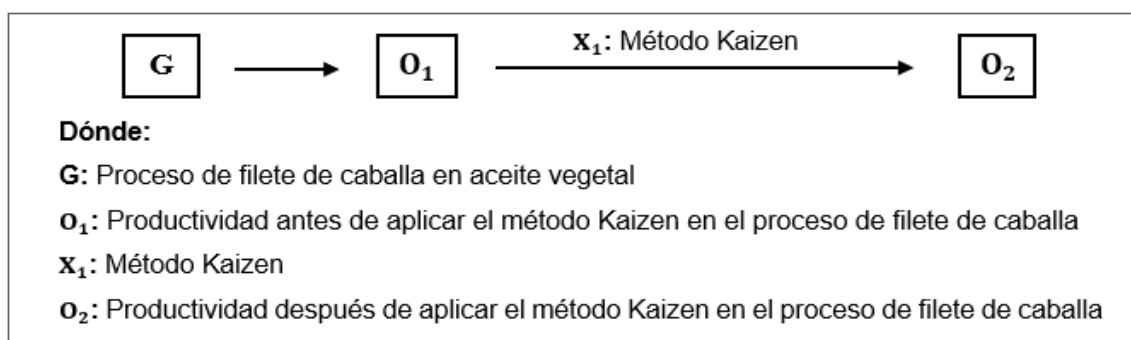 X₁: Método Kaizen
G O₁ O₂
Dónde:
G: Proceso de filete de caballa en aceite vegetal
O₁: Productividad antes de aplicar el método Kaizen en el proceso de filete de caballa
X₁: Método Kaizen
O₂: Productividad después de aplicar el método Kaizen en el proceso de filete de caballa